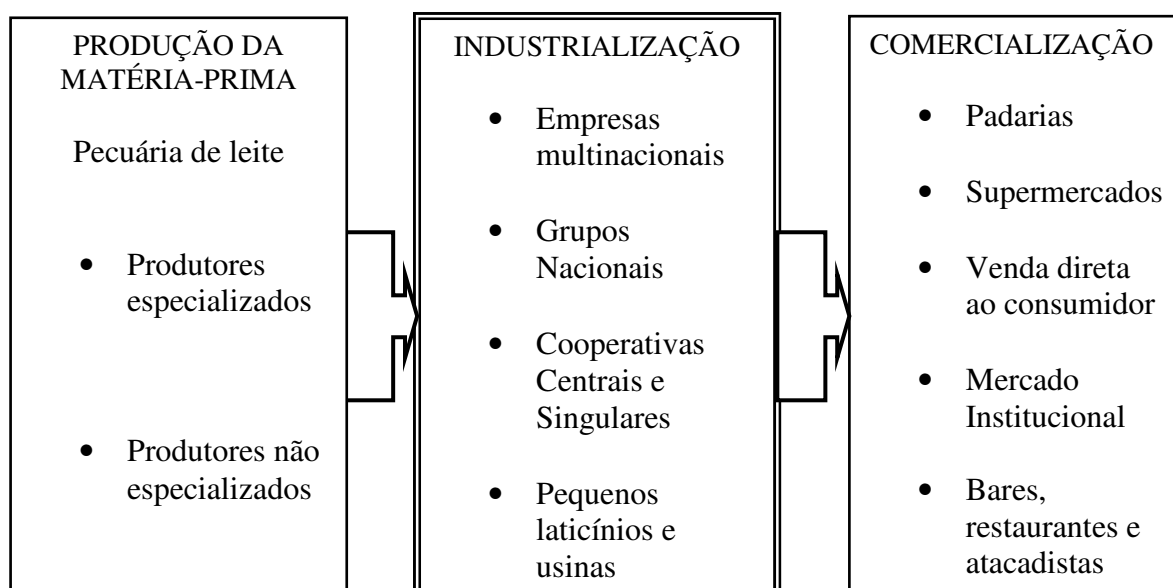 PRODUÇÃO DA
MATÉRIA-PRIMA
Pecuária de leite
• Produtores
especializados
• Produtores não
especializados
INDUSTRIALIZAÇÃO
• Empresas
multinacionais
• Grupos
Nacionais
• Cooperativas
Centrais e
Singulares
• Pequenos
laticínios e
usinas
COMERCIALIZAÇÃO
• Padarias
• Supermercados
• Venda direta
ao consumidor
• Mercado
Institucional
• Bares,
restaurantes e
atacadistas